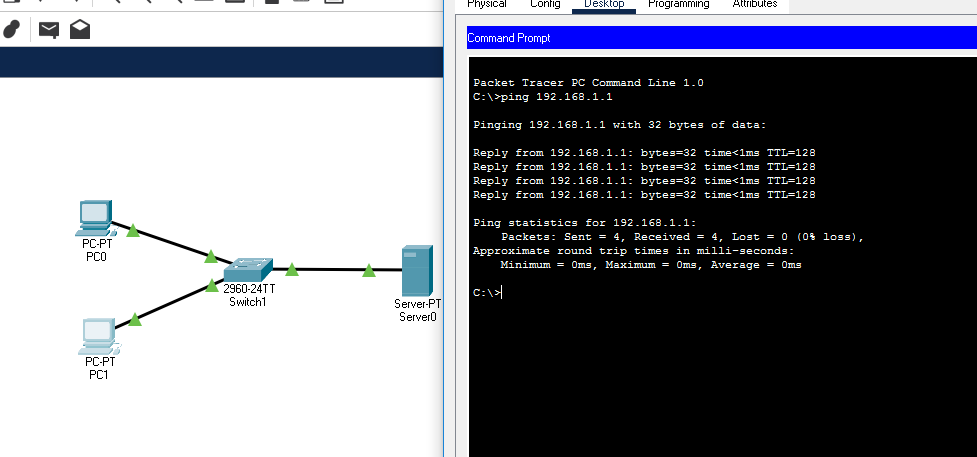 Physical Config Desktop Programming Attributes
Command Prompt
Packet Tracer PC Command Line 1.0
C:\>ping 192.168.1.1
Pinging 192.168.1.1 with 32 bytes of data:
Reply from 192.168.1.1: bytes=32 time<1ms TTL=128
Reply from 192.168.1.1: bytes=32 time<1ms TTL=128
Reply from 192.168.1.1: bytes=32 time<1ms TTL=128
Reply from 192.168.1.1: bytes=32 time<1ms TTL=128
Ping statistics for 192.168.1.1:
Packets: Sent = 4, Received = 4, Lost = 0 (0% loss),
Approximate round trip times in milli-seconds:
Minimum = 0ms, Maximum = 0ms, Average = 0ms
C:\>
PC-PT
PC0
2960-24TT
Switch1
Server-PT
Server0
PC-PT
PC1